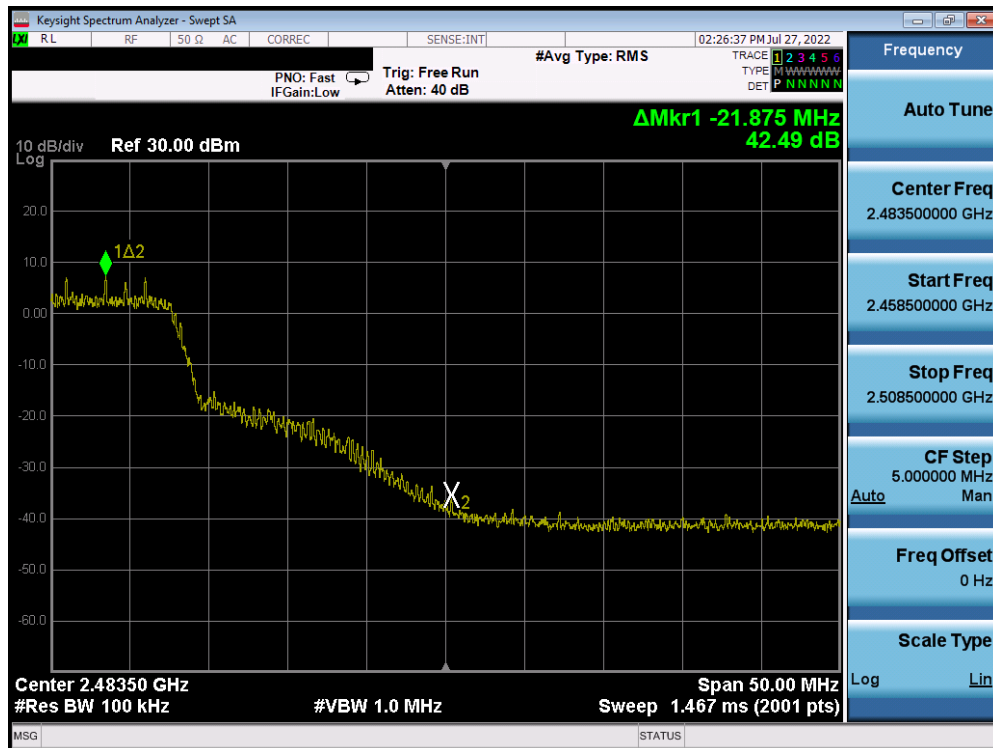 Keysight Spectrum Analyzer - Swept SA
LXI RL RF 50 Ω AC CORREC SENSE:INT 02:26:37 PM Jul 27, 2022
#Avg Type: RMS
TRACE 1 2 3 4 5 6
TYPE M W W W W W
DET P N N N N N
PNO: Fast
IFGain:Low
Trig: Free Run
Atten: 40 dB
ΔMkr1 -21.875 MHz
42.49 dB
10 dB/div
Log
Ref 30.00 dBm
20.0
10.0
0.00
-10.0
-20.0
-30.0
-40.0
-50.0
-60.0
1Δ2
X2
Center 2.48350 GHz
#Res BW 100 kHz
#VBW 1.0 MHz
Span 50.00 MHz
Sweep 1.467 ms (2001 pts)
MSG
STATUS
Frequency
Auto Tune
Center Freq
2.483500000 GHz
Start Freq
2.458500000 GHz
Stop Freq
2.508500000 GHz
CF Step
5.000000 MHz
Auto Man
Freq Offset
0 Hz
Scale Type
Log Lin